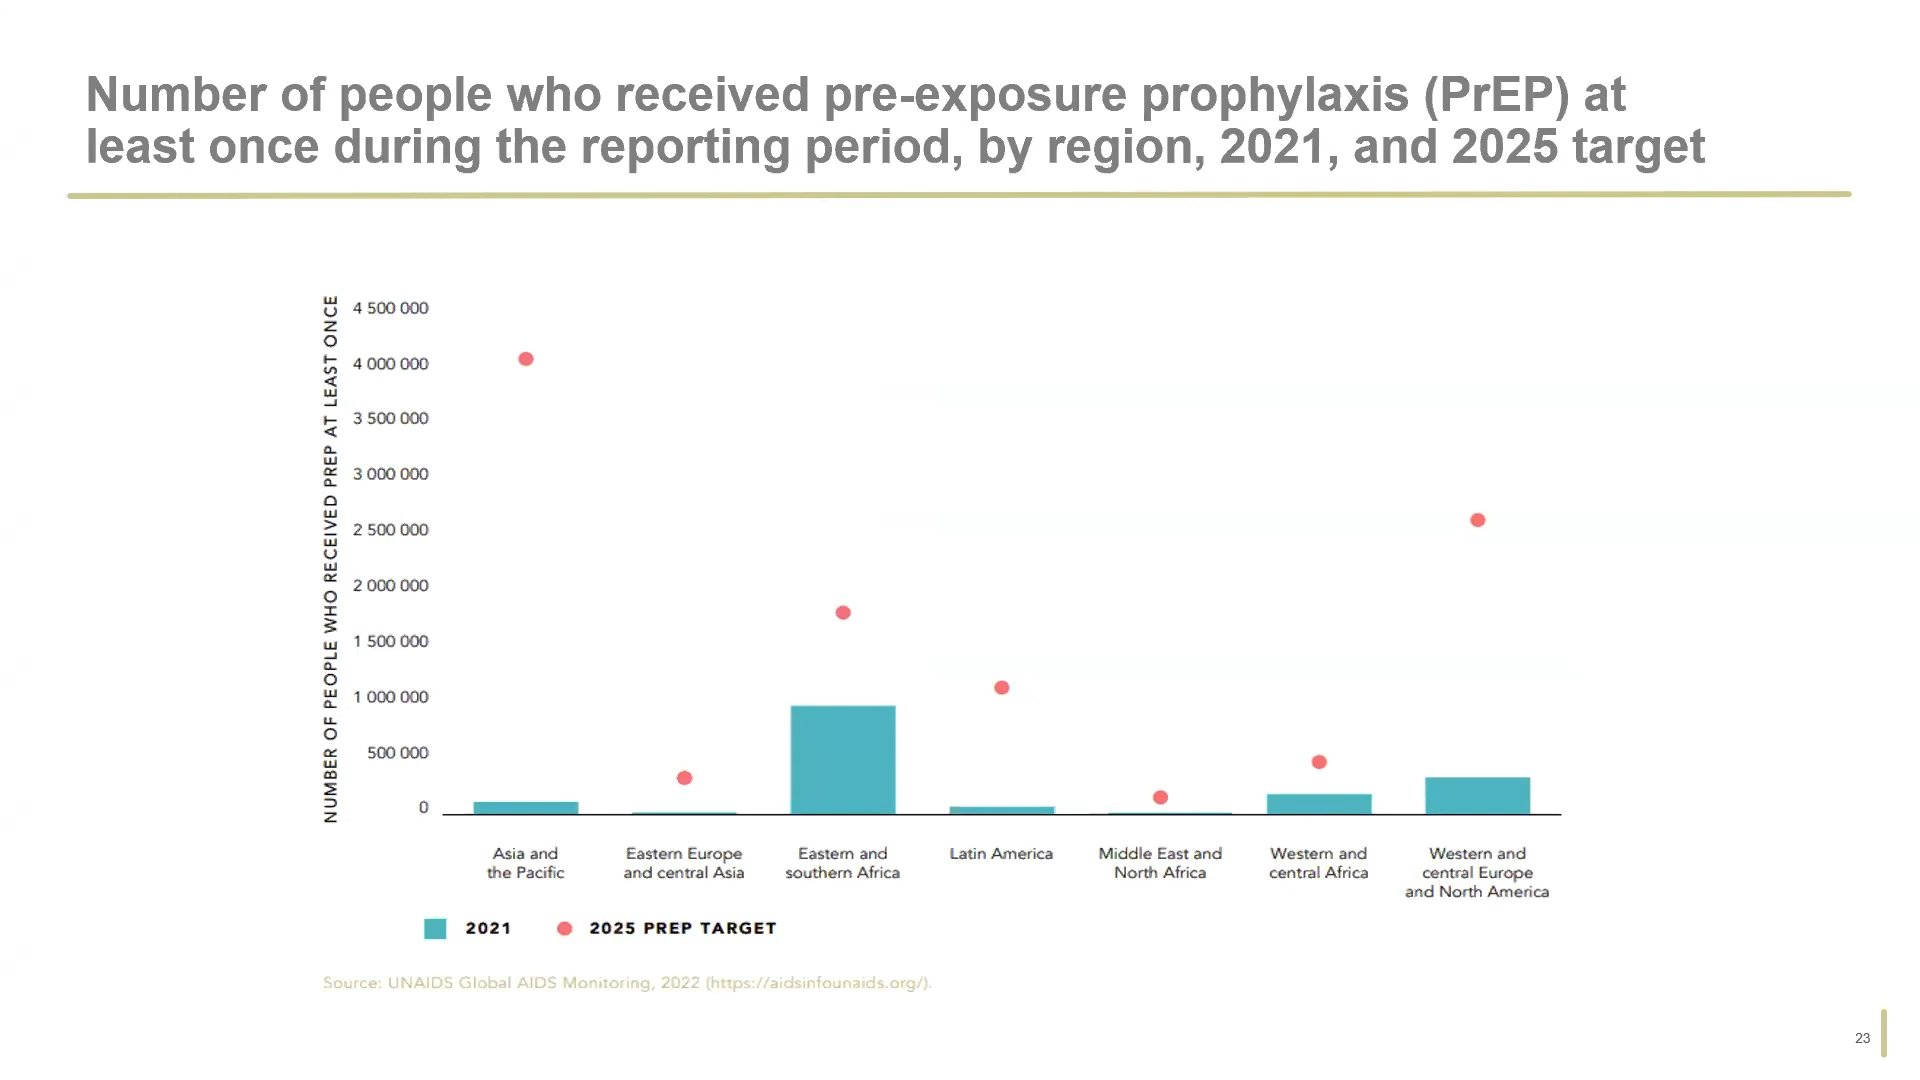 Number of people who received pre-exposure prophylaxis (PrEP) at
least once during the reporting period, by region, 2021, and 2025 target
NUMBER OF PEOPLE WHO RECEIVED PREP AT LEAST ONCE
4 500 000
4 000 000
3 500 000
3 000 000
2 500 000
2 000 000
1 500 000
1 000 000
500 000
0
Asia and
the Pacific
Eastern Europe
and central Asia
Eastern and
southern Africa
Latin America
Middle East and
North Africa
Western and
central Africa
Western and
central Europe
and North America
2021
2025 PREP TARGET
Source: UNAIDS Global AIDS Monitoring, 2022 (https://aidsinfounaids.org/).
23